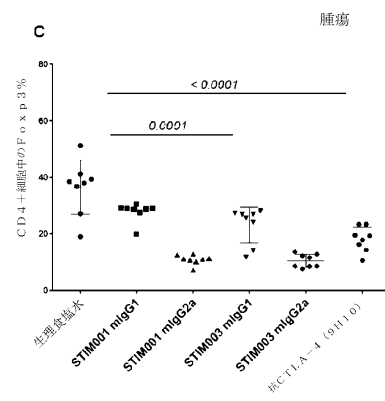 腫瘍
C
CD4+細胞中のFoxp3%
80
60
40
20
0
< 0.0001
0.0001
生理食塩水
STIM001 mIgG1
STIM001 mIgG2a
STIM003 mIgG1
STIM003 mIgG2a
抗CTLA-4（9H10）